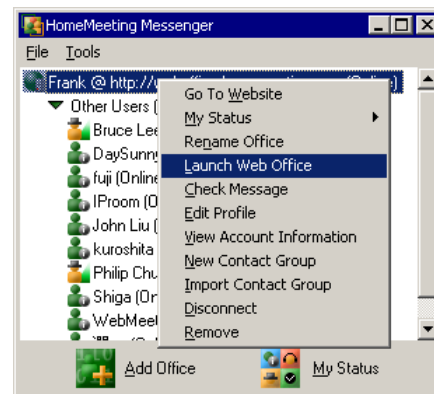 HomeMeeting Messenger
File Tools
Frank @ http://
Go To Website
Other Users (
My Status
Bruce Lee
Rename Office
DaySunny
Launch Web Office
fuji (Online
Check Message
IProom (O
Edit Profile
John Liu (
View Account Information
kuroshita
New Contact Group
Philip Chu
Import Contact Group
Shiga (On
Disconnect
WebMeet
Remove
Add Office
My Status